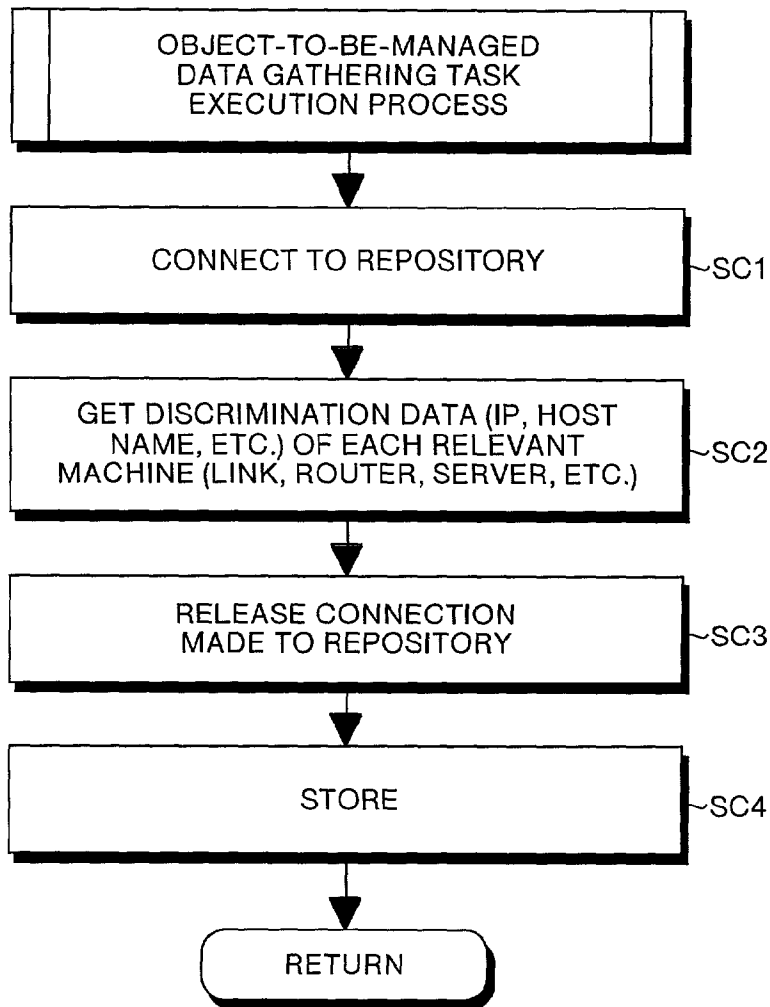 OBJECT-TO-BE-MANAGED
DATA GATHERING TASK
EXECUTION PROCESS
CONNECT TO REPOSITORY
SC1
GET DISCRIMINATION DATA (IP, HOST
NAME, ETC.) OF EACH RELEVANT
MACHINE (LINK, ROUTER, SERVER, ETC.)
SC2
RELEASE CONNECTION
MADE TO REPOSITORY
SC3
STORE
SC4
RETURN